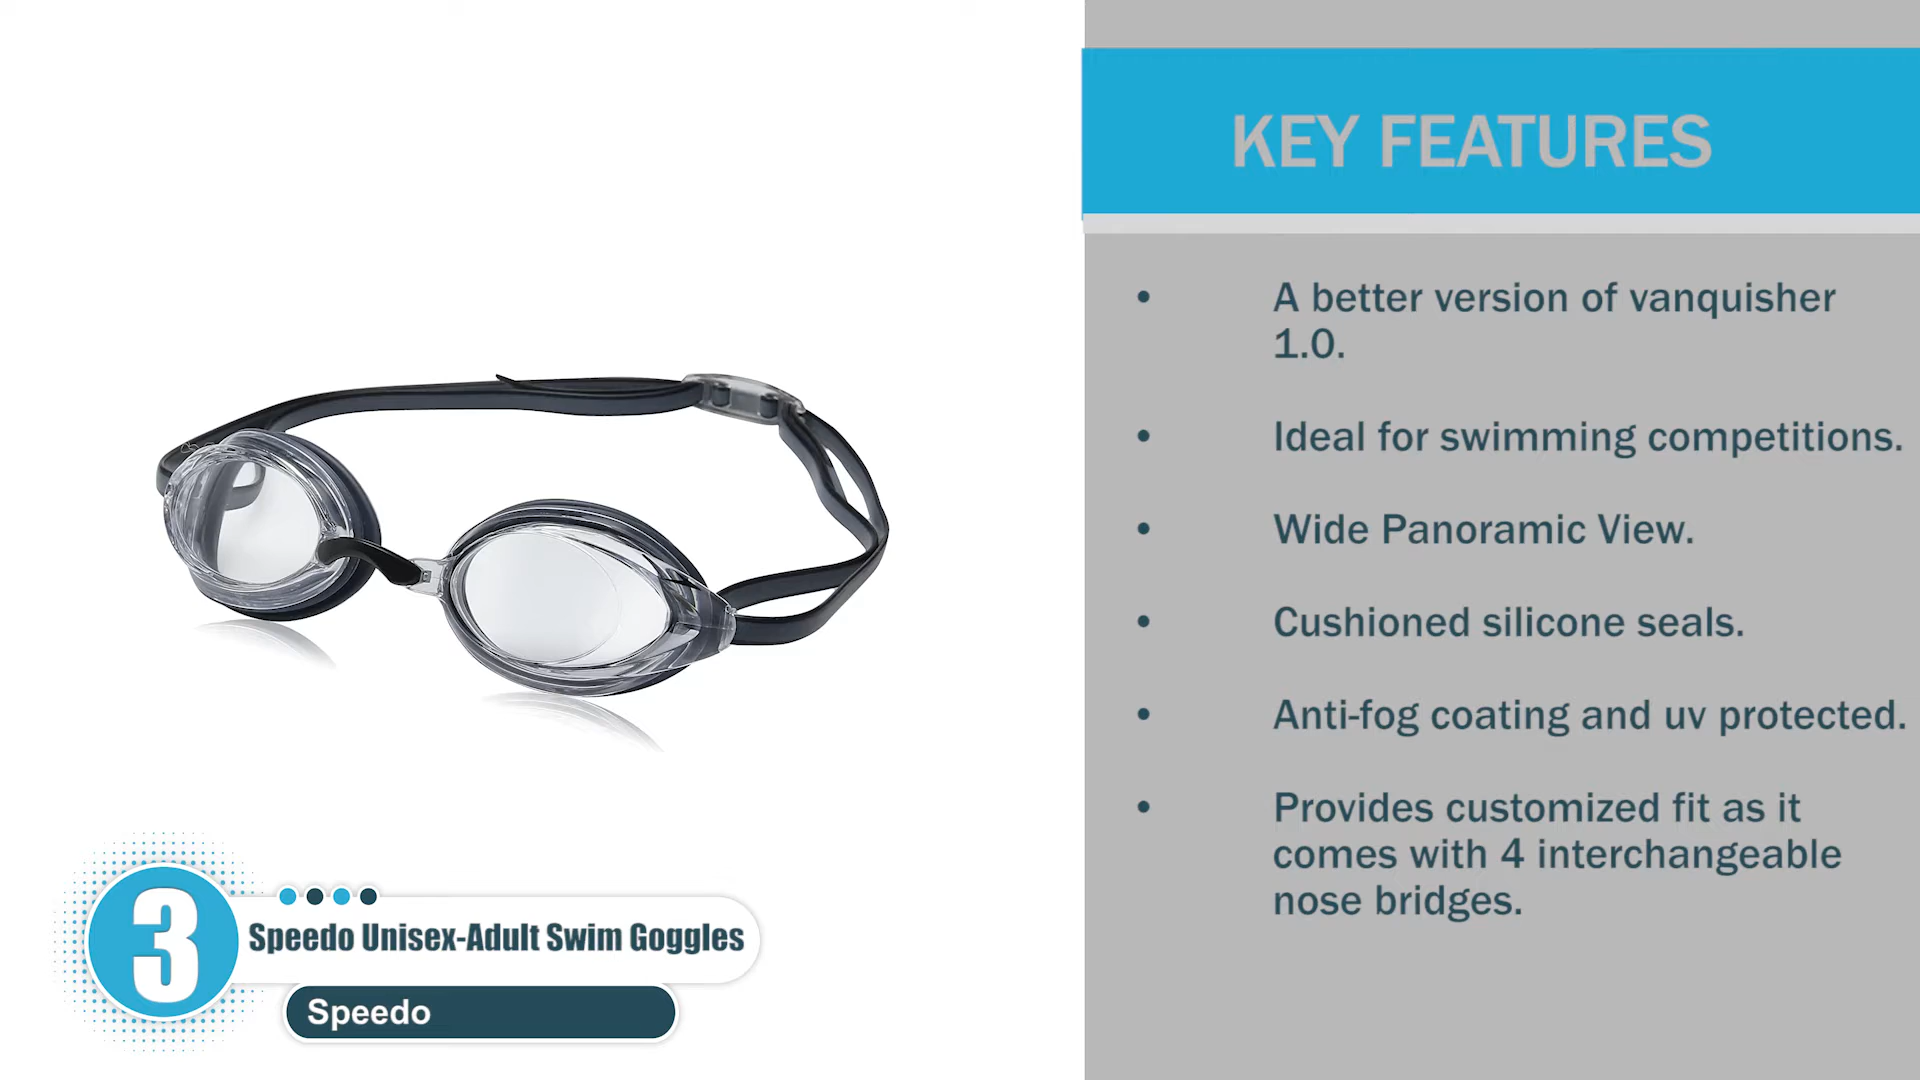 KEY FEATURES
• A better version of vanquisher
1.0.
• Ideal for swimming competitions.
• Wide Panoramic View.
• Cushioned silicone seals.
• Anti-fog coating and uv protected.
• Provides customized fit as it
comes with 4 interchangeable
nose bridges.
3
Speedo Unisex-Adult Swim Goggles
Speedo